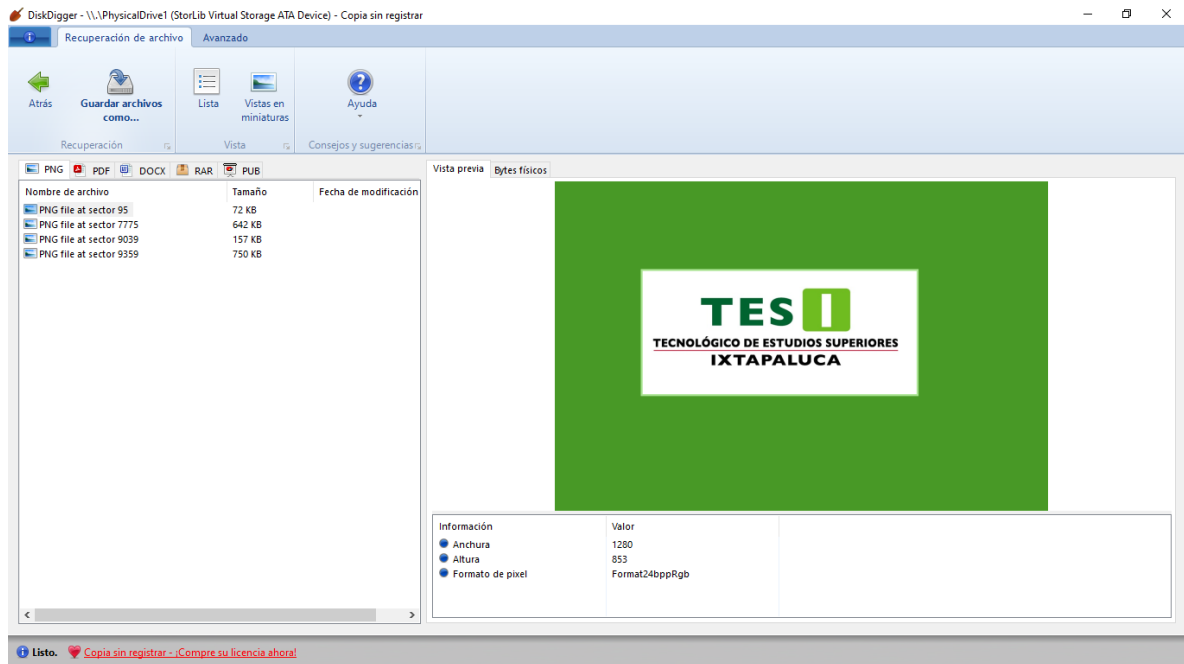 DiskDigger - \\.\PhysicalDrive1 (StorLib Virtual Storage ATA Device) - Copia sin registrar
Recuperación de archivo Avanzado
Atrás
Guardar archivos
como...
Lista
Vistas en
miniaturas
Ayuda
Recuperación Vista Consejos y sugerencias
PNG PDF DOCX RAR PUB
Nombre de archivo Tamaño Fecha de modificación
PNG file at sector 95 72 KB
PNG file at sector 7775 642 KB
PNG file at sector 9039 157 KB
PNG file at sector 9359 750 KB
Vista previa Bytes físicos
TES I
TECNOLÓGICO DE ESTUDIOS SUPERIORES
IXTAPALUCA
Información Valor
Anchura 1280
Altura 853
Formato de pixel Format24bppRgb
Listo. Copia sin registrar - ¡Compre su licencia ahora!